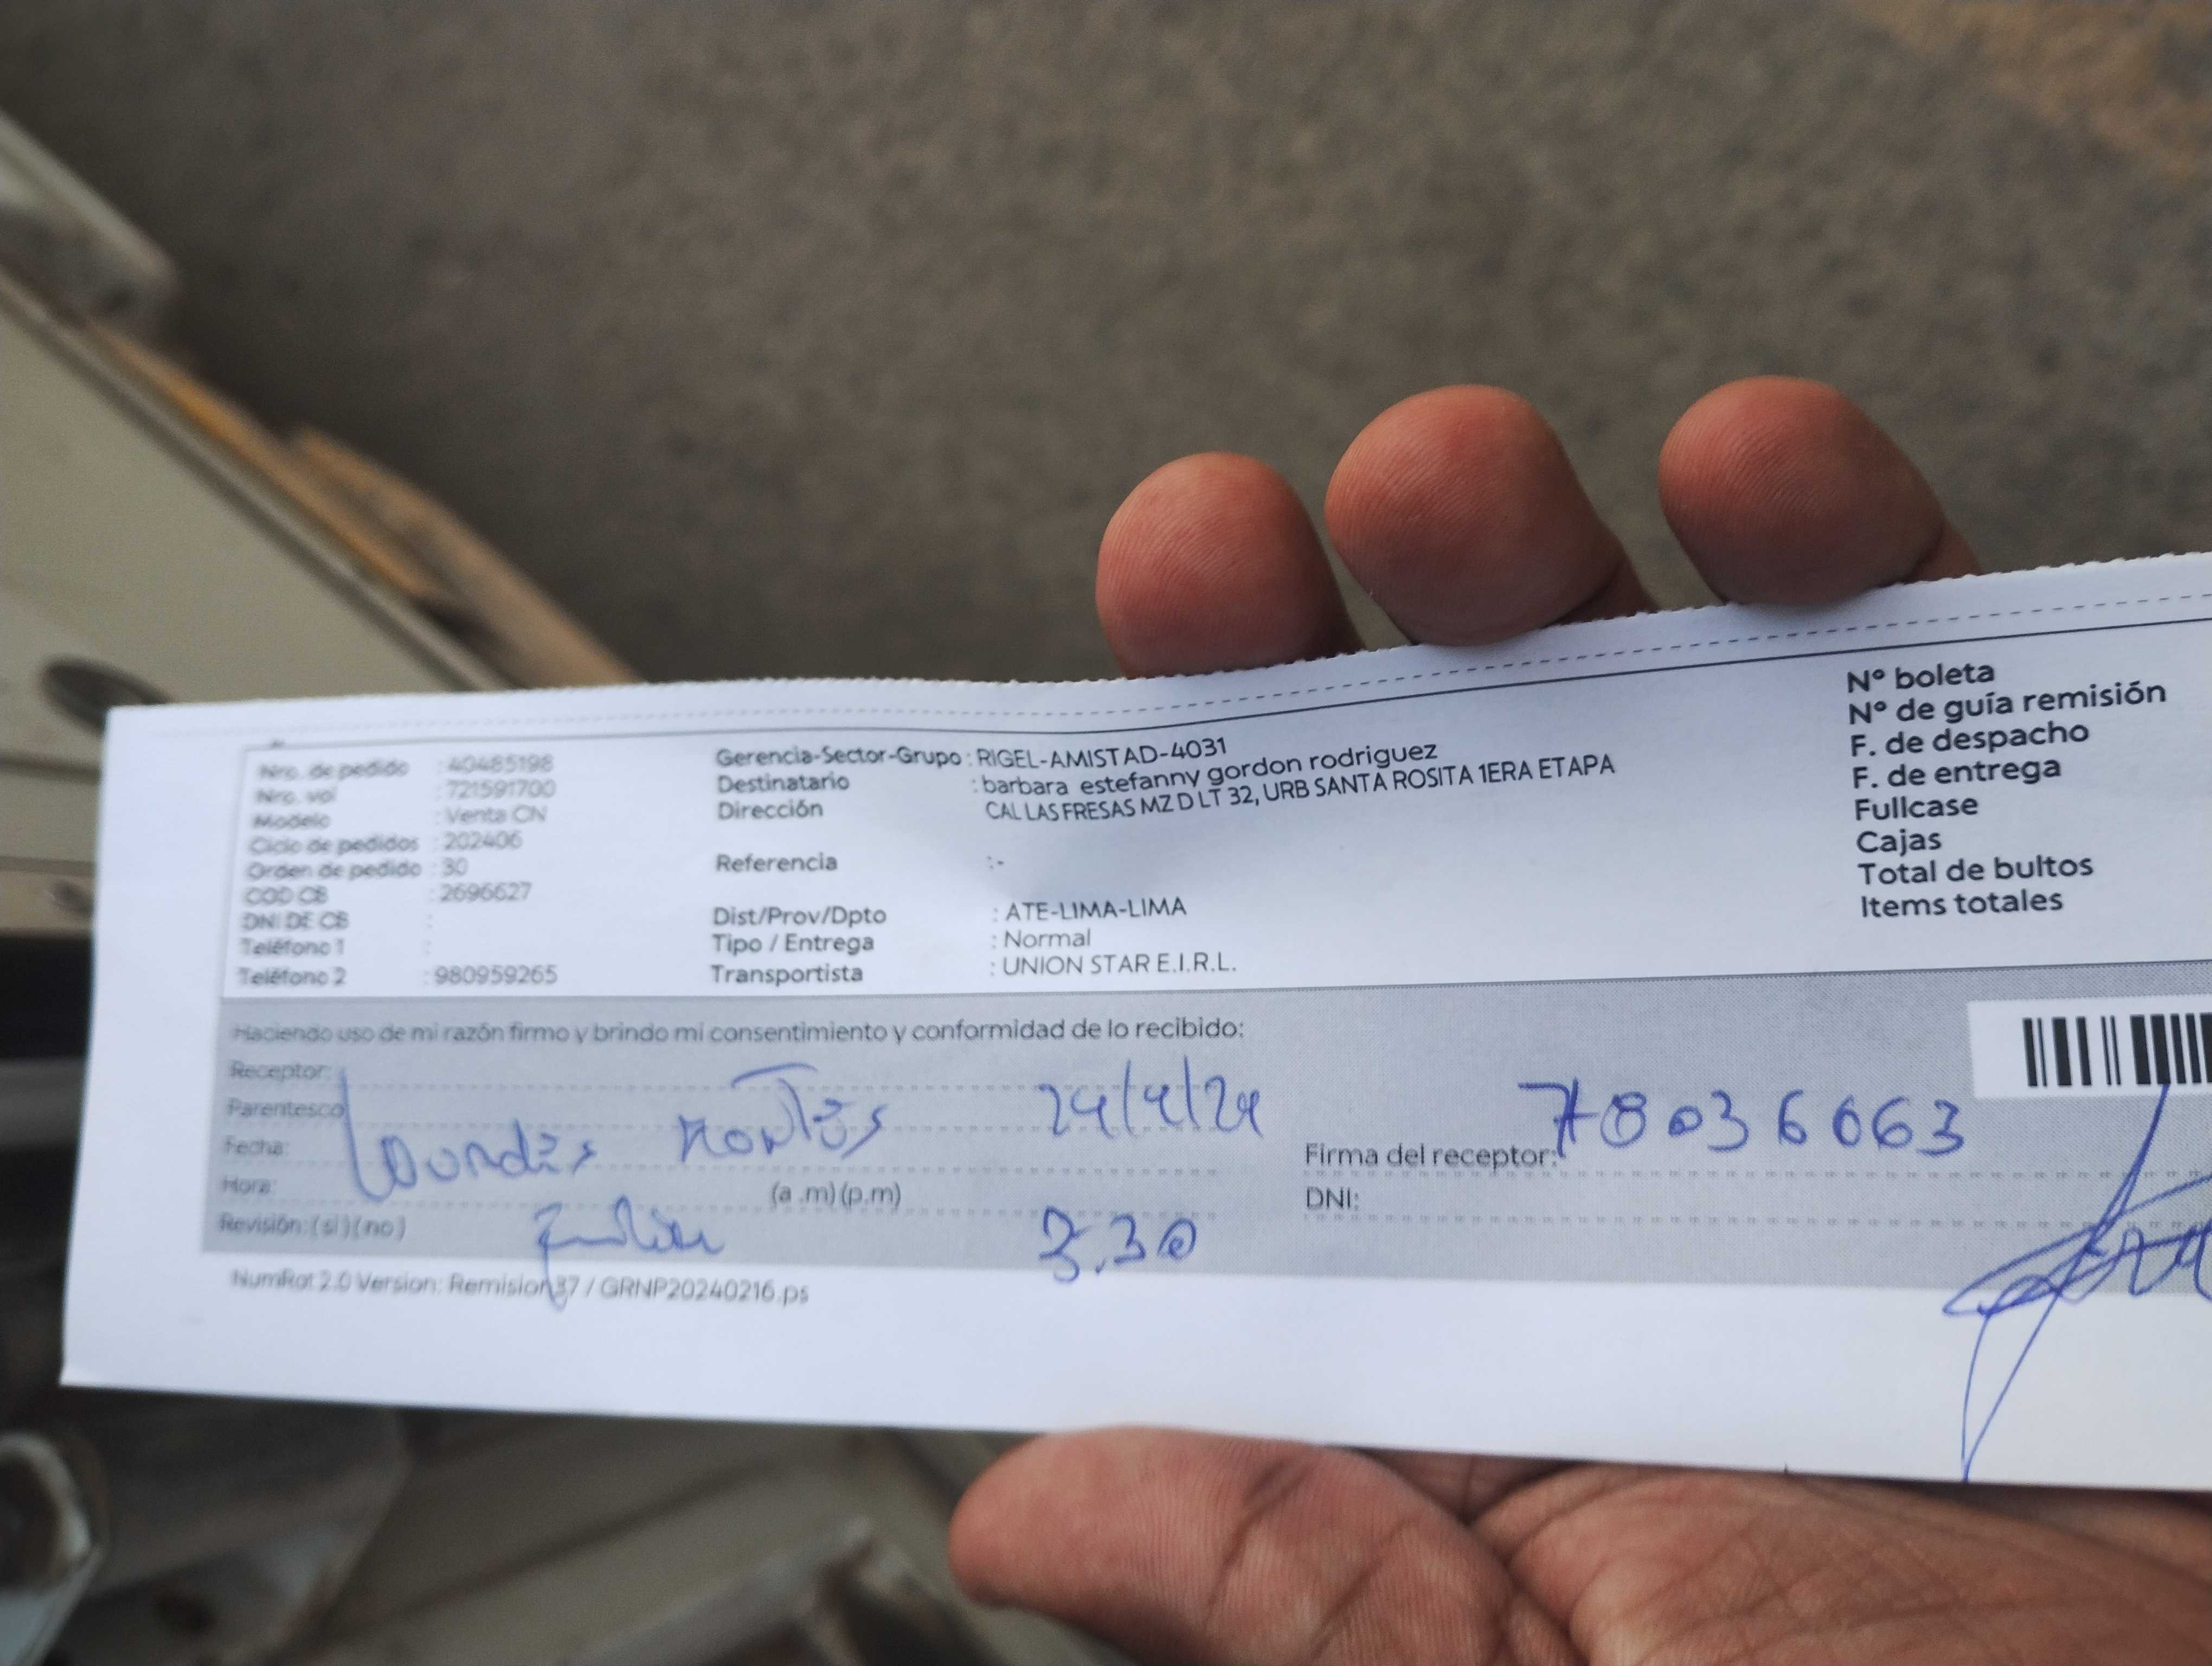 Nro. de pedido : 40485198
Nro. vol : 721591700
Modelo : Venta CN
Ciclo de pedidos : 202406
Orden de pedido : 30
COD CB : 2696627
DNI DE CB :
Teléfono 1 :
Teléfono 2 : 980959265
Gerencia-Sector-Grupo : RIGEL-AMISTAD-4031
Destinatario : barbara estefanny gordon rodriguez
Dirección CAL LAS FRESAS MZ D LT 32, URB SANTA ROSITA 1ERA ETAPA
Referencia :-
Dist/Prov/Dpto : ATE-LIMA-LIMA
Tipo / Entrega : Normal
Transportista : UNION STAR E.I.R.L.
N° boleta
N° de guía remisión
F. de despacho
F. de entrega
Fullcase
Cajas
Total de bultos
Items totales
Haciendo uso de mi razón firmo y brindo mi consentimiento y conformidad de lo recibido:
Receptor:
Parentesco
24/4/24
Fecha:
Lourdes Montes
Hora: (a .m) (p.m)
Revisión: (si) (no)
3.30
78036063
Firma del receptor:
DNI:
NumRot 2.0 Version: Remision37 / GRNP20240216.ps